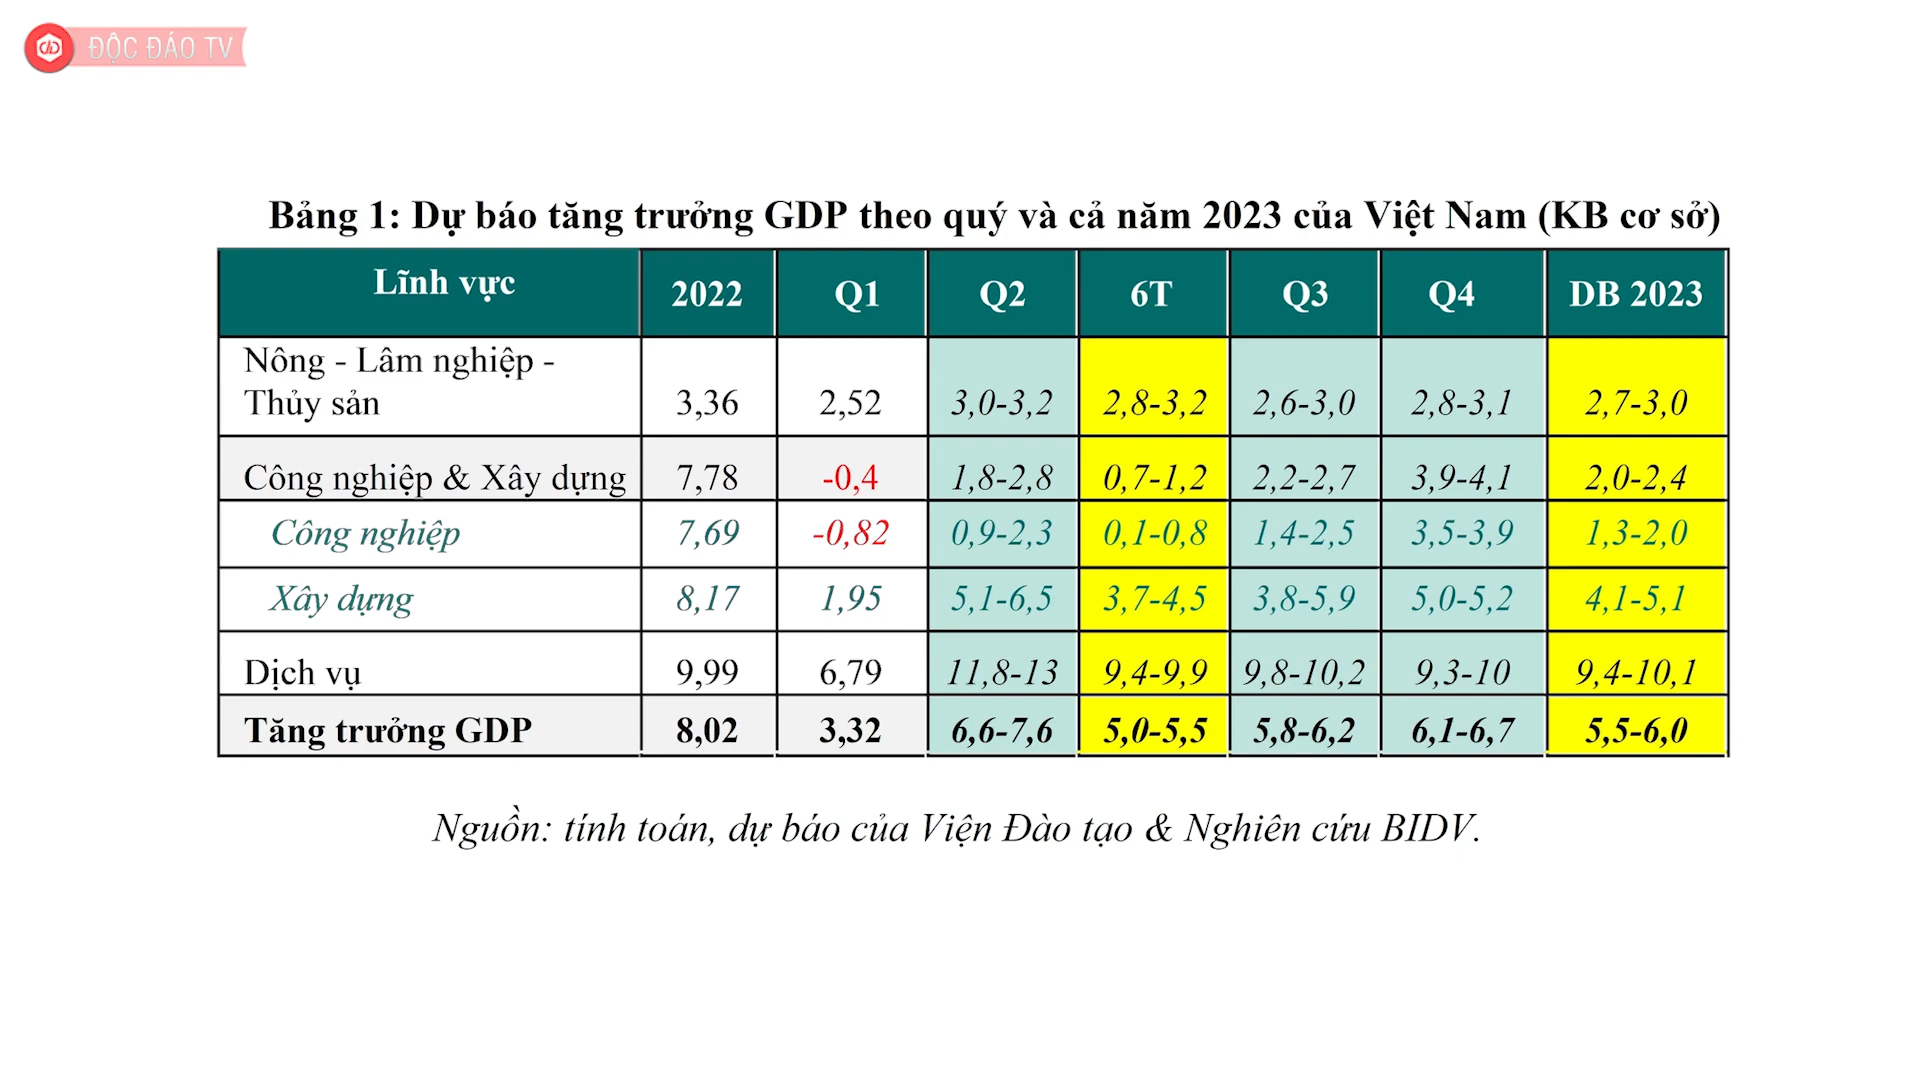 ĐỘC ĐÁO TV
Bảng 1: Dự báo tăng trưởng GDP theo quý và cả năm 2023 của Việt Nam (KB cơ sở)
Lĩnh vực 2022 Q1 Q2 6T Q3 Q4 DB 2023
Nông - Lâm nghiệp -
Thủy sản 3,36 2,52 3,0-3,2 2,8-3,2 2,6-3,0 2,8-3,1 2,7-3,0
Công nghiệp & Xây dựng 7,78 -0,4 1,8-2,8 0,7-1,2 2,2-2,7 3,9-4,1 2,0-2,4
Công nghiệp 7,69 -0,82 0,9-2,3 0,1-0,8 1,4-2,5 3,5-3,9 1,3-2,0
Xây dựng 8,17 1,95 5,1-6,5 3,7-4,5 3,8-5,9 5,0-5,2 4,1-5,1
Dịch vụ 9,99 6,79 11,8-13 9,4-9,9 9,8-10,2 9,3-10 9,4-10,1
Tăng trưởng GDP 8,02 3,32 6,6-7,6 5,0-5,5 5,8-6,2 6,1-6,7 5,5-6,0
Nguồn: tính toán, dự báo của Viện Đào tạo & Nghiên cứu BIDV.